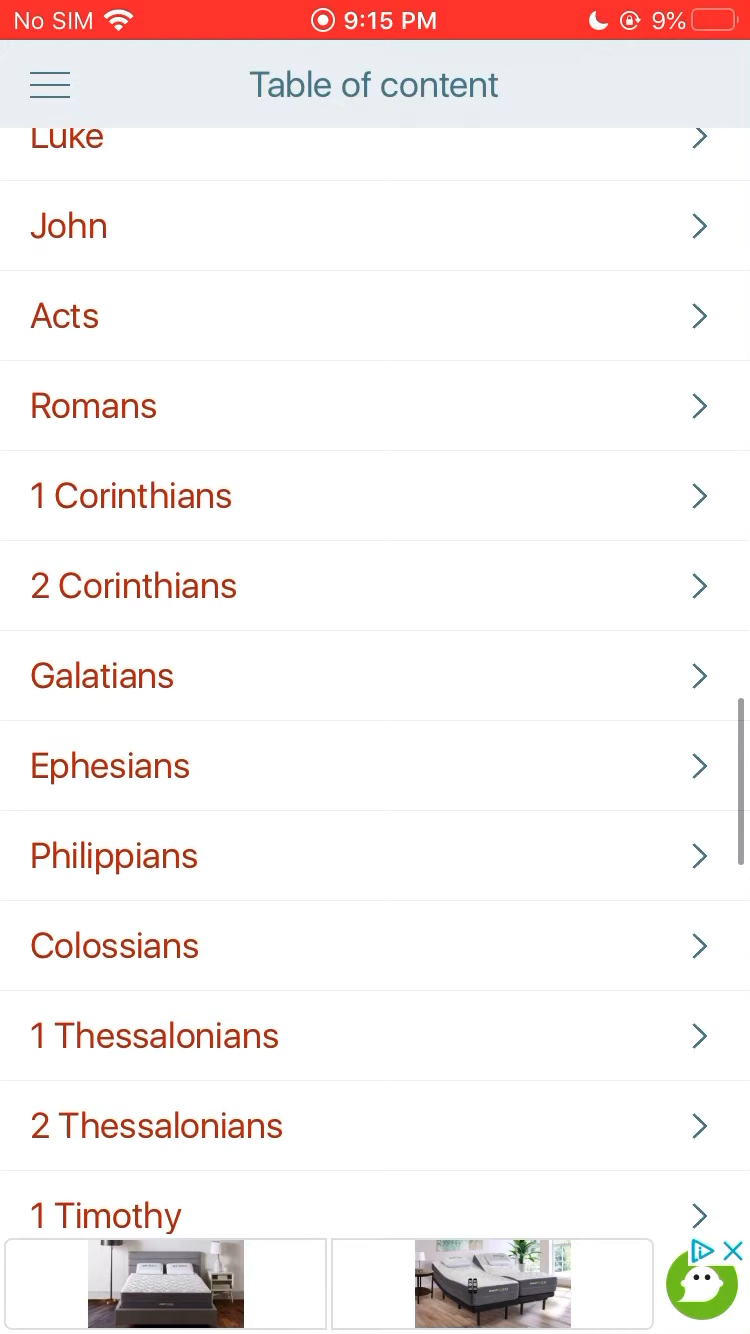 No SIM 9:15 PM 9%
Table of content
Luke
John
Acts
Romans
1 Corinthians
2 Corinthians
Galatians
Ephesians
Philippians
Colossians
1 Thessalonians
2 Thessalonians
1 Timothy